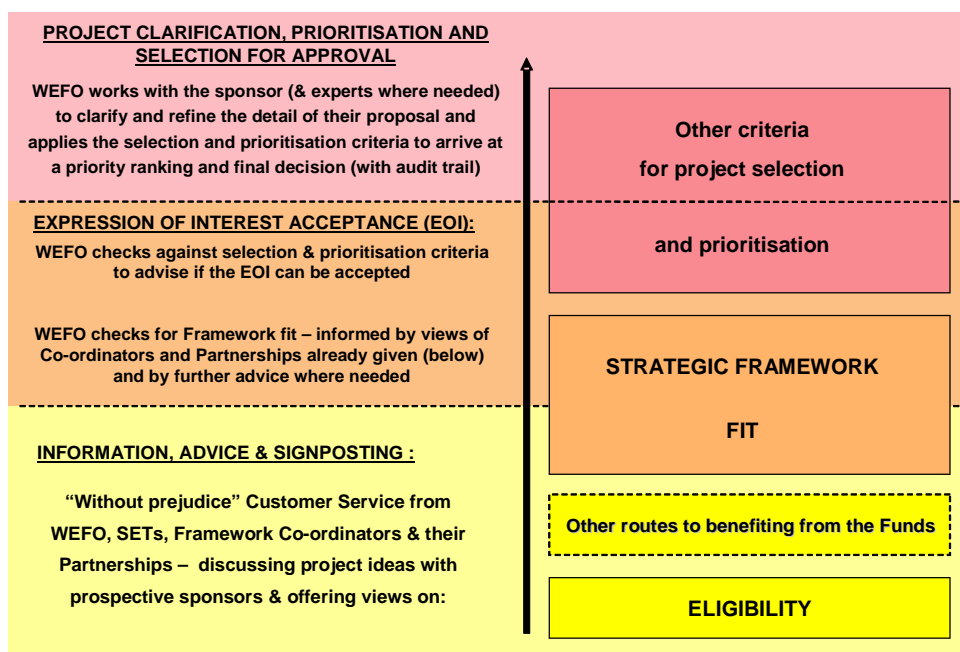 PROJECT CLARIFICATION, PRIORITISATION AND
SELECTION FOR APPROVAL
WEFO works with the sponsor (& experts where needed)
to clarify and refine the detail of their proposal and
applies the selection and prioritisation criteria to arrive at
a priority ranking and final decision (with audit trail)
EXPRESSION OF INTEREST ACCEPTANCE (EOI):
WEFO checks against selection & prioritisation criteria
to advise if the EOI can be accepted
WEFO checks for Framework fit – informed by views of
Co-ordinators and Partnerships already given (below)
and by further advice where needed
INFORMATION, ADVICE & SIGNPOSTING :
“Without prejudice” Customer Service from
WEFO, SETs, Framework Co-ordinators & their
Partnerships – discussing project ideas with
prospective sponsors & offering views on:
Other criteria
for project selection
and prioritisation
STRATEGIC FRAMEWORK
FIT
Other routes to benefiting from the Funds
ELIGIBILITY